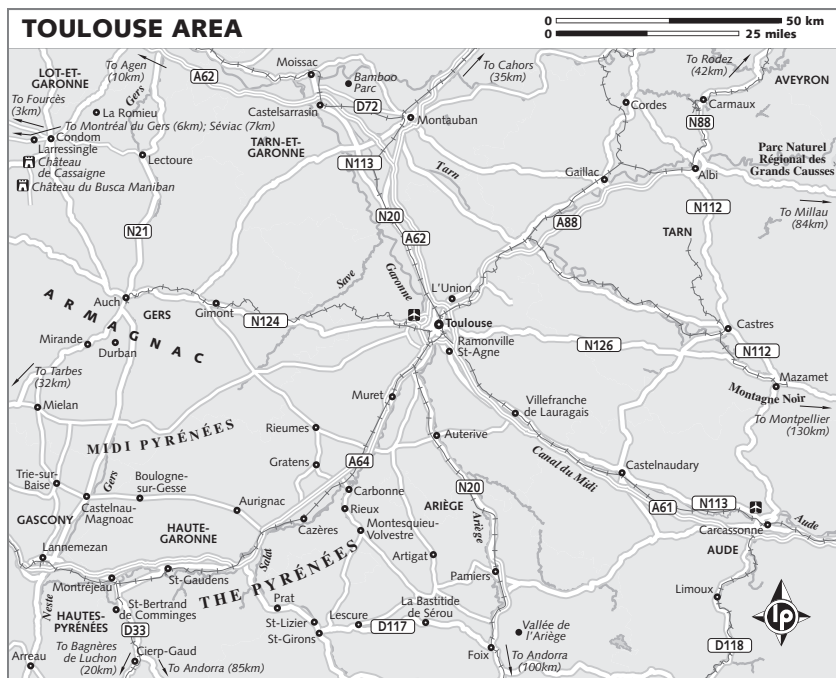 TOULOUSE AREA
0 50 km
0 25 miles
To Agen
(10km)
Moissac
Bamboo
Parc
To Cahors
(35km)
To Rodez
(42km)
AVEYRON
LOT-ET-
GARONNE
A62
Gers
To Fourcès
(3km)
La Romieu
Castelsarrasin
D72
Montauban
Cordes
Carmaux
N88
To Montréal du Gers (6km); Séviac (7km)
Condom
Larressingle
Château
de Cassaigne
Château du Busca Maniban
Lectoure
TARN-ET-
GARONNE
N113
Tarn
Gaillac
Albi
Parc Naturel
Régional des
Grands Causses
N112
To Millau
(84km)
N21
N20
A62
A88
TARN
Save
Garonne
L'Union
ARMAGNAC
Auch
GERS
Gimont
N124
Toulouse
Castres
Mirande
Durban
Ramonville
St-Agne
N126
N112
Mazamet
Montagne Noir
To Tarbes
(32km)
Mielan
Muret
Villefranche
de Lauragais
To Montpellier
(130km)
MIDI PYRÉNÉES
Rieumes
Auterive
Gratens
Canal du Midi
Castelnaudary
A64
N20
Trie-sur-
Baise
Gers
Boulogne-
sur-Gesse
Castelnau-
Magnoac
Aurignac
Carbonne
ARIÈGE
Rieux
A61
N113
Aude
Carcassonne
GASCONY
HAUTE-
GARONNE
Cazères
Montesquieu-
Volvestre
Ariège
AUDE
Lannemezan
Salat
Artigat
Montréjeau
St-Gaudens
THE PYRÉNÉES
Pamiers
Limoux
Neste
HAUTES-
PYRÉNÉES
St-Bertrand
de Comminges
Prat
St-Lizier
St-Girons
Lescure
La Bastitide
de Sérou
D117
Vallée de
l'Ariège
lp
D33
To Bagnères
de Luchon
(20km)
Cierp-Gaud
To Andorra (85km)
Arreau
Foix
To Andorra
(100km)
D118